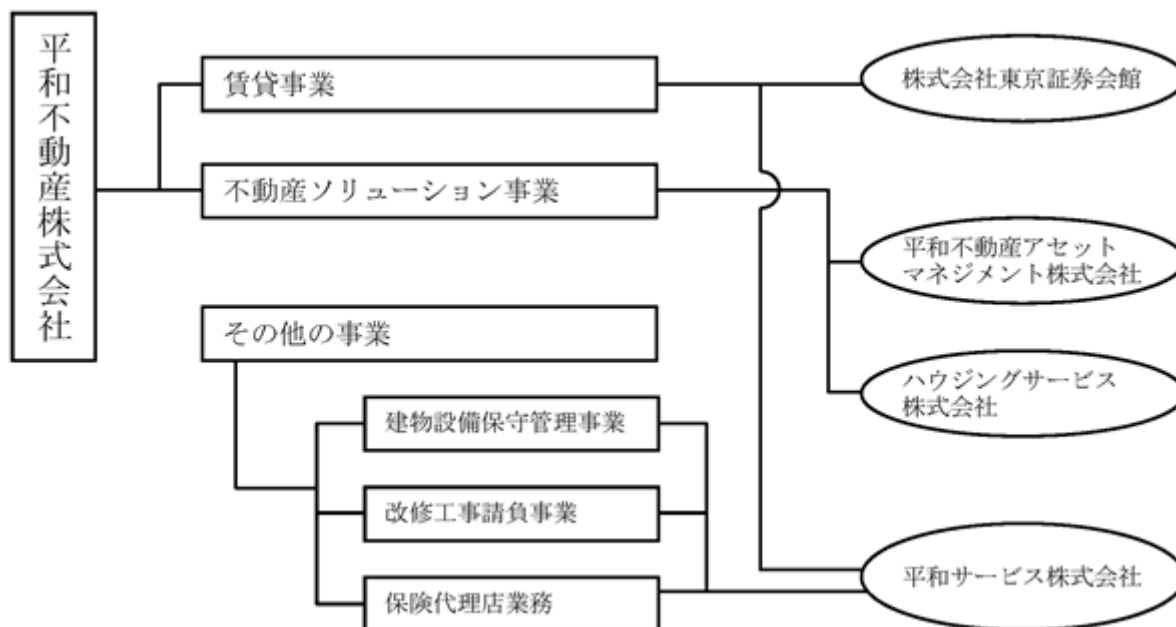 平和不動産株式会社
賃貸事業
株式会社東京証券会館
不動産ソリューション事業
平和不動産アセット
マネジメント株式会社
その他の事業
ハウジングサービス
株式会社
建物設備保守管理事業
改修工事請負事業
保険代理店業務
平和サービス株式会社